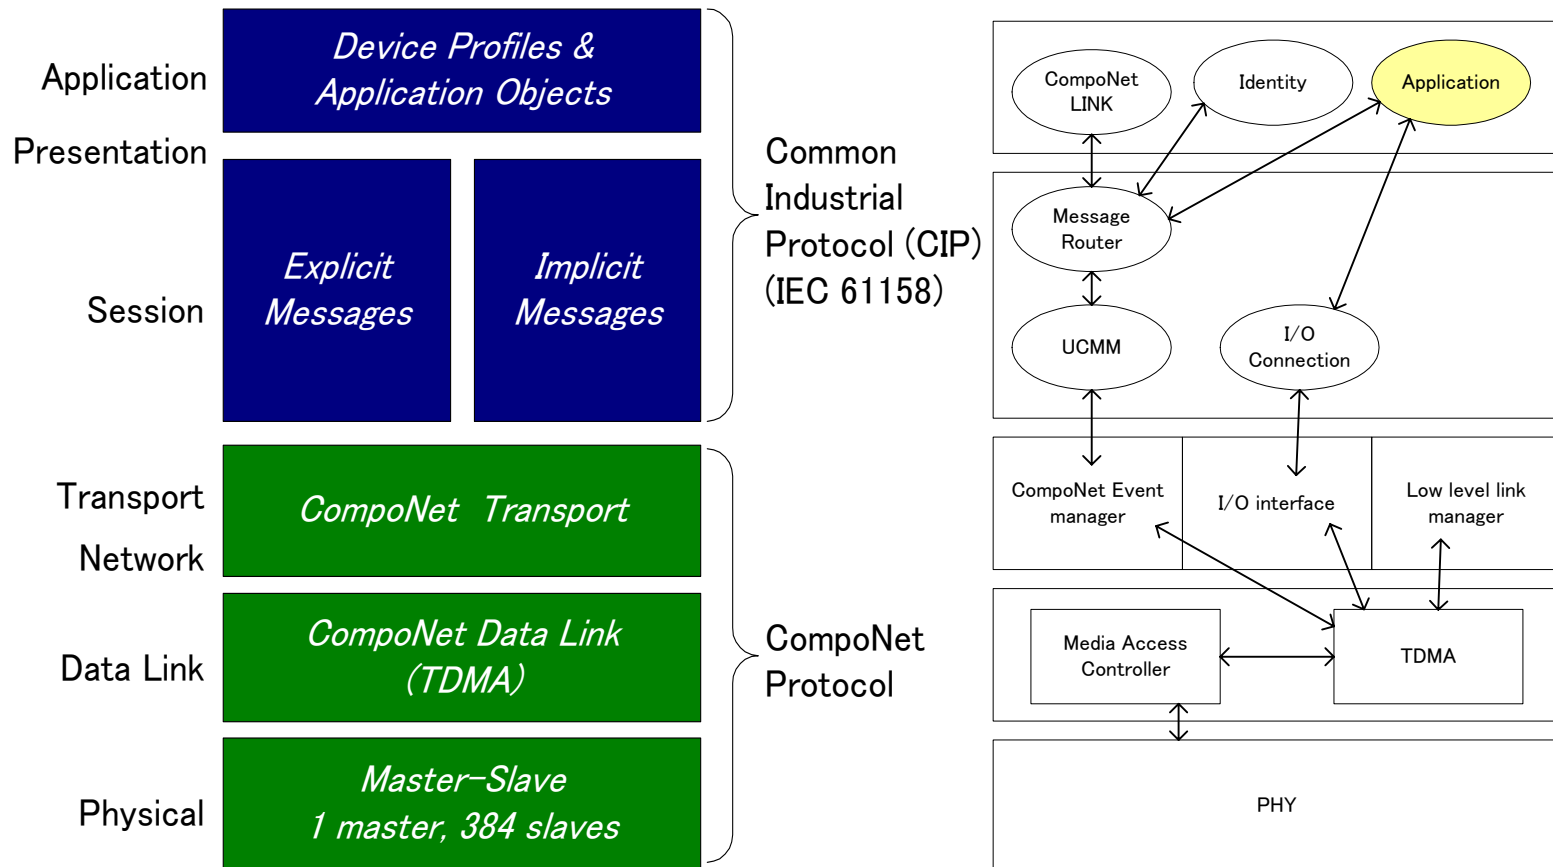 Application
Presentation
Session
Transport
Network
Data Link
Physical
Device Profiles &
Application Objects
Explicit
Messages
Implicit
Messages
CompoNet Transport
CompoNet Data Link
(TDMA)
Master-Slave
1 master, 384 slaves
Common
Industrial
Protocol (CIP)
(IEC 61158)
CompoNet
Protocol
CompoNet
LINK
Identity
Application
Message
Router
UCMM
I/O
Connection
CompoNet Event
manager
I/O interface
Low level link
manager
Media Access
Controller
TDMA
PHY